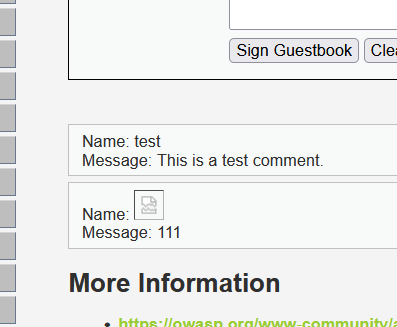 Sign Guestbook Clea
Name: test
Message: This is a test comment.
Name:
Message: 111
More Information
• https://owasp.org/www-community/a